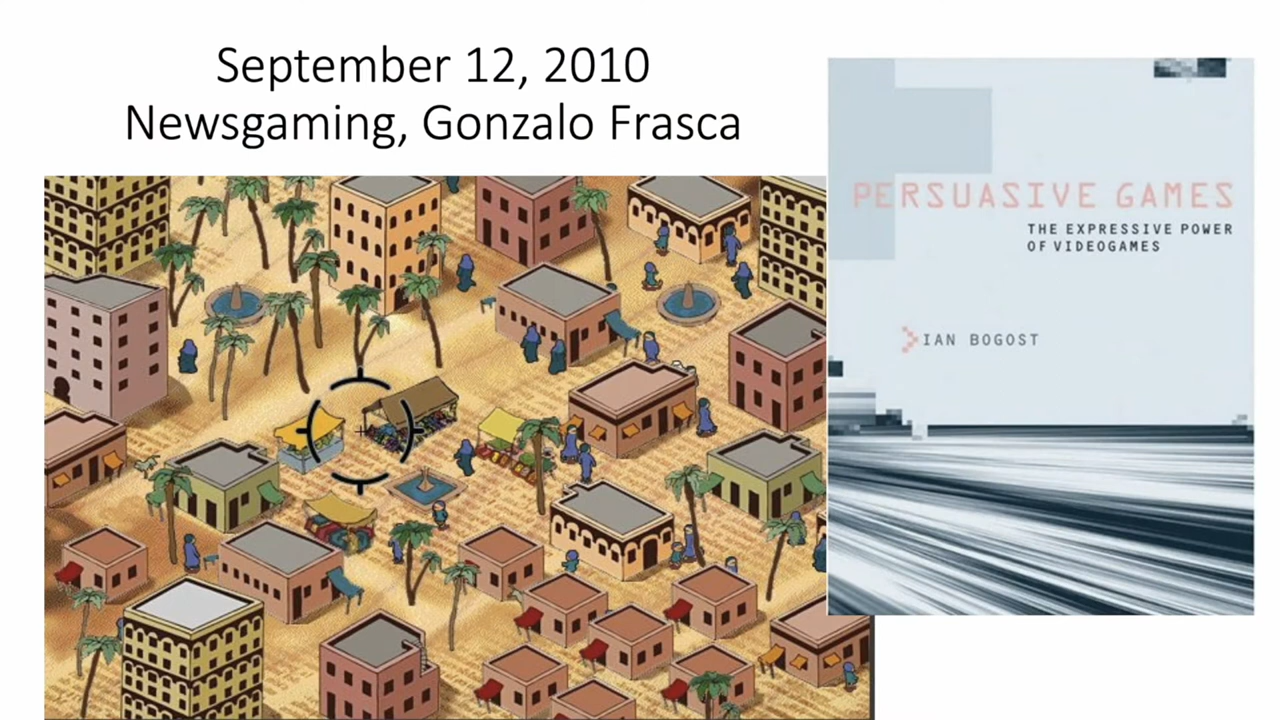 September 12, 2010
Newsgaming, Gonzalo Frasca
PERSUASIVE GAMES
THE EXPRESSIVE POWER
OF VIDEOGAMES
IAN BOGOST